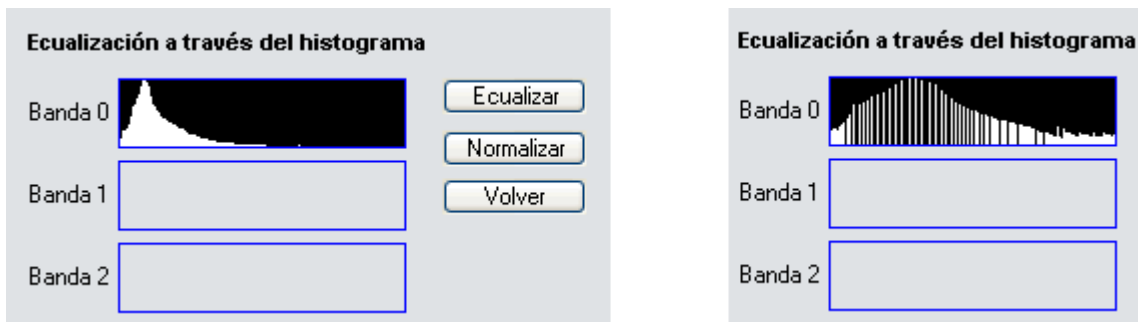 Ecualización a través del histograma
Banda 0
Ecualizar
Normalizar
Banda 1
Volver
Banda 2
Ecualización a través del histograma
Banda 0
Banda 1
Banda 2